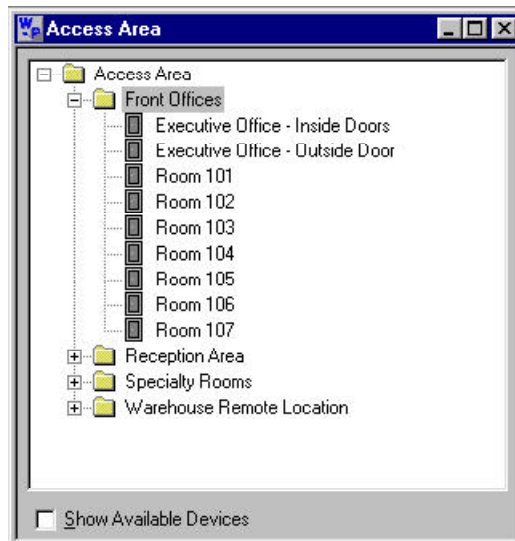 WP Access Area
Access Area
Front Offices
Executive Office - Inside Doors
Executive Office - Outside Door
Room 101
Room 102
Room 103
Room 104
Room 105
Room 106
Room 107
Reception Area
Specialty Rooms
Warehouse Remote Location
Show Available Devices